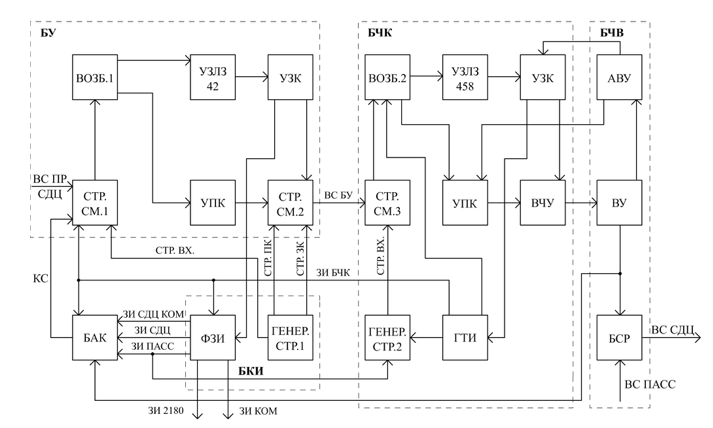 БУ
БЧК
БЧВ
ВОЗБ.1
УЗЛЗ
42
УЗК
ВОЗБ.2
УЗЛЗ
458
УЗК
АВУ
ВС ПР
СДЦ
СТР.
СМ.1
УПК
СТР.
СМ.2
ВС БУ
СТР.
СМ.3
УПК
ВЧУ
ВУ
КС
СТР. ВХ.
СТР. ПК
СТР. ЗК
ЗИ БЧК
СТР. ВХ.
БАК
ЗИ СДЦ КОМ
ЗИ СДЦ
ЗИ ПАСС
ФЗИ
ГЕНЕР.
СТР.1
ГЕНЕР.
СТР.2
ГТИ
БСР
ВС СДЦ
БКИ
ВС ПАСС
ЗИ 2180
ЗИ КОМ